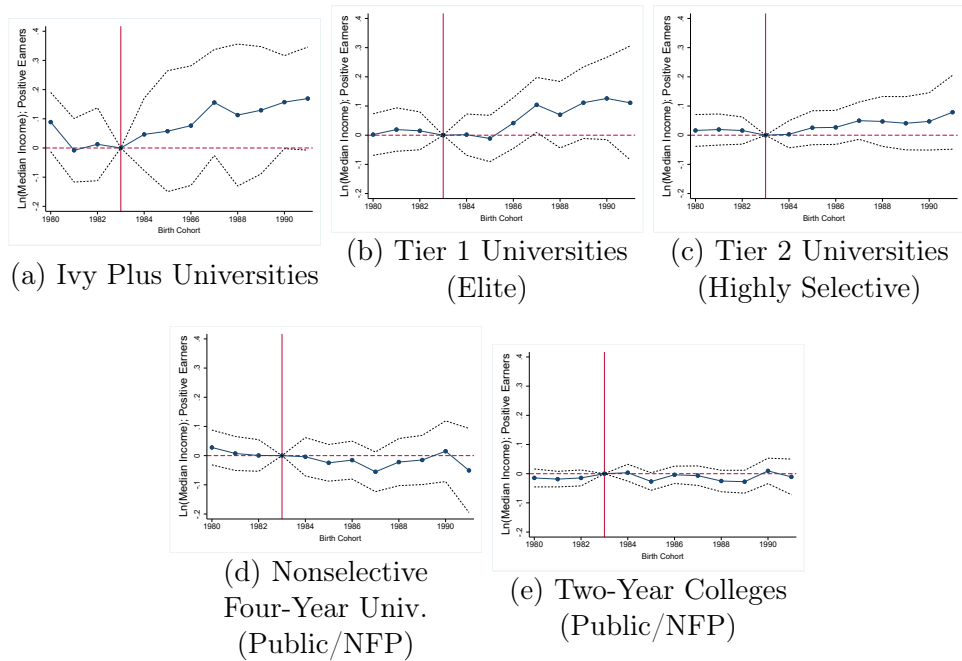 Ln(Median Income); Positive Earners
.4
.3
.2
.1
0
-.1
-.2
1980 1982 1984 1986 1988 1990
Birth Cohort
(a) Ivy Plus Universities
Ln(Median Income); Positive Earners
.4
.3
.2
.1
0
-.1
-.2
1980 1982 1984 1986 1988 1990
Birth Cohort
(b) Tier 1 Universities
(Elite)
Ln(Median Income); Positive Earners
.4
.3
.2
.1
0
-.1
-.2
1980 1982 1984 1986 1988 1990
Birth Cohort
(c) Tier 2 Universities
(Highly Selective)
Ln(Median Income); Positive Earners
.4
.3
.2
.1
0
-.1
-.2
1980 1982 1984 1986 1988 1990
Birth Cohort
(d) Nonselective
Four-Year Univ.
(Public/NFP)
Ln(Median Income); Positive Earners
.4
.3
.2
.1
0
-.1
-.2
1980 1982 1984 1986 1988 1990
Birth Cohort
(e) Two-Year Colleges
(Public/NFP)